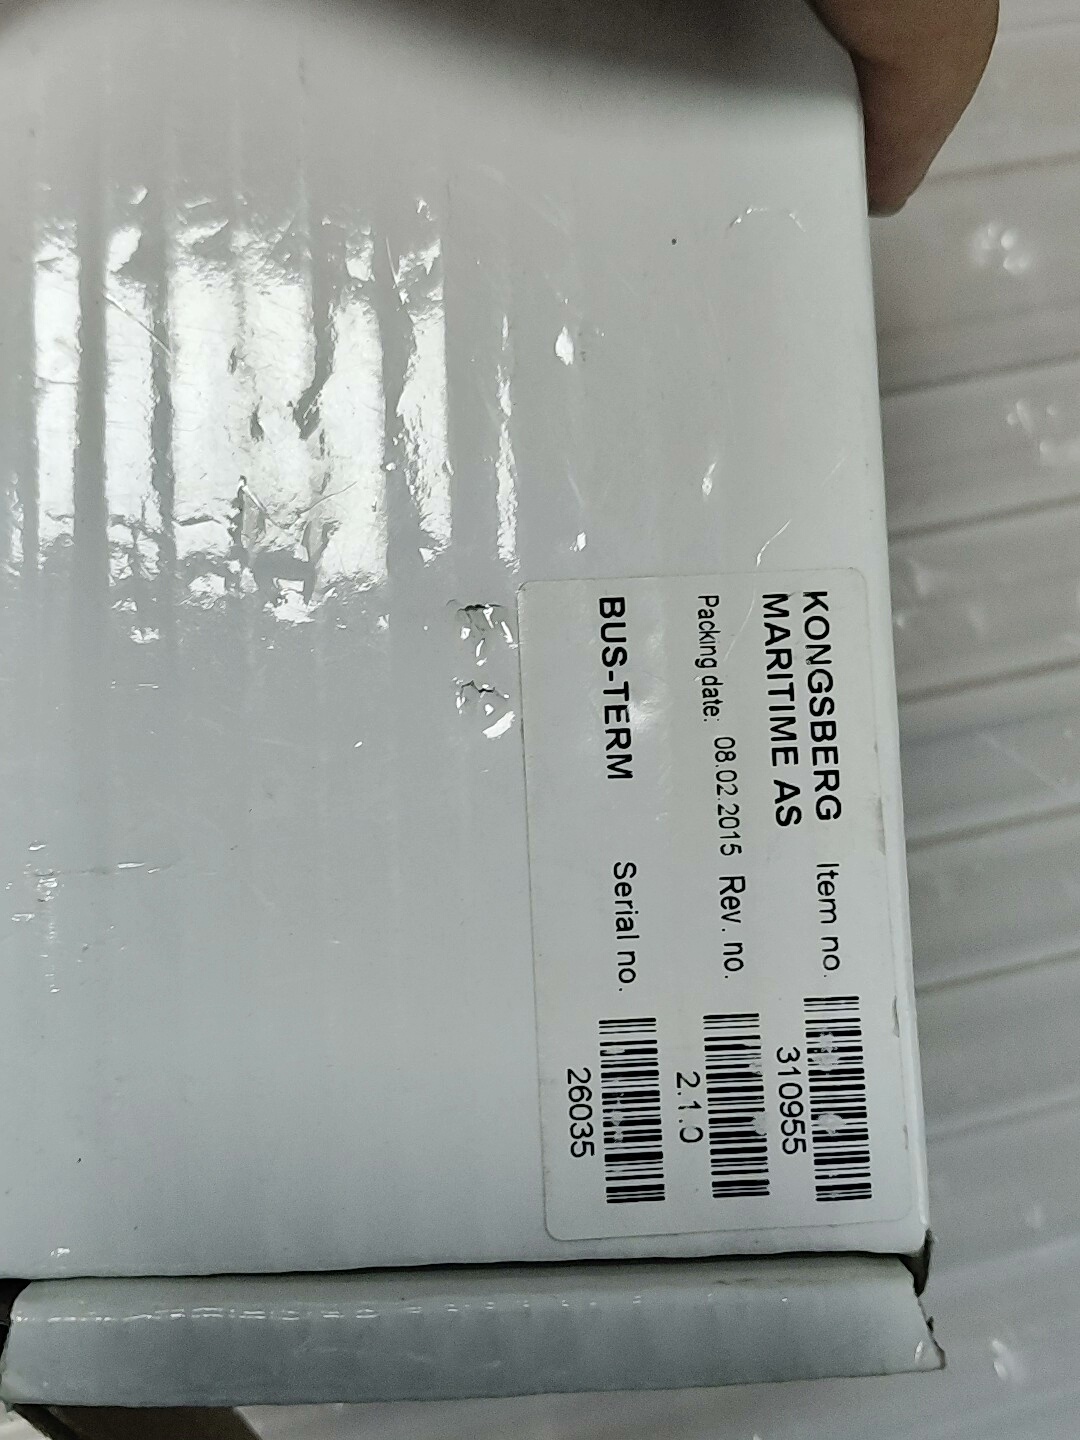 KONGSBERG Item no.
MARITIME AS 310955
Packing date: 08.02.2015 Rev. no.
2.1.0
BUS-TERM Serial no.
26035